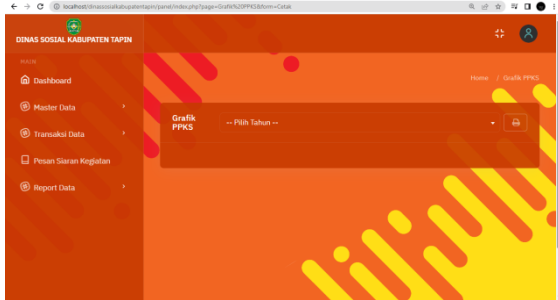 localhost/dinassosialkabupatentapin/panel/index.php?page=Grafik%20PPKS&form=Cetak
DINAS SOSIAL KABUPATEN TAPIN
MAIN
Dashboard
Master Data
Transaksi Data
Pesan Siaran Kegiatan
Report Data
Home / Grafik PPKS
Grafik
PPKS
-- Pilih Tahun --